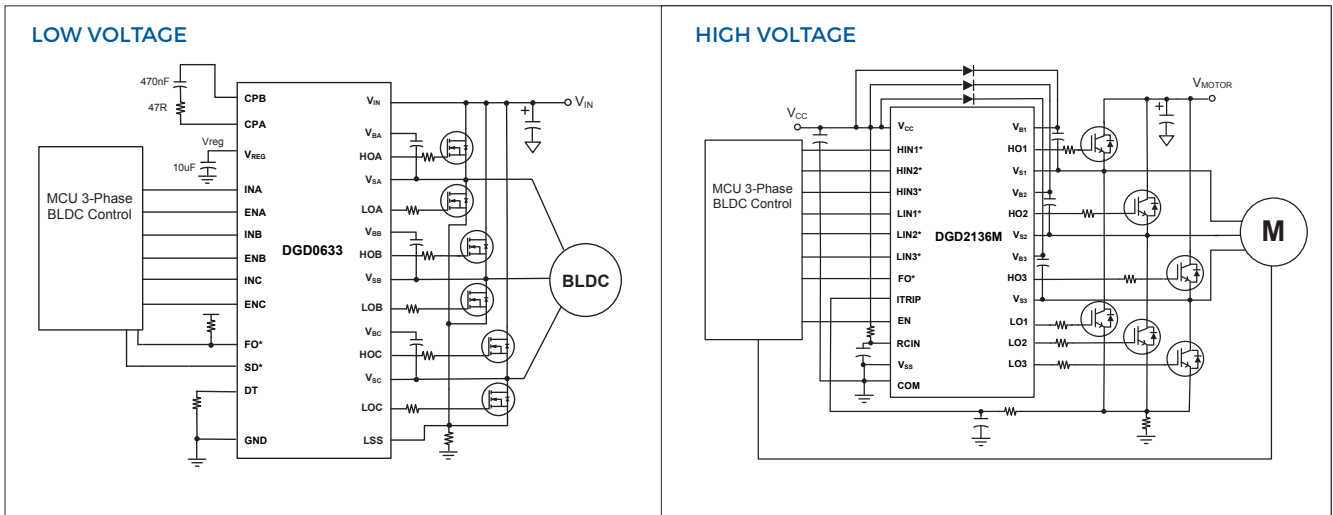 LOW VOLTAGE
470nF
47R
Vreg
10uF
MCU 3-Phase
BLDC Control
CPB
CPA
VREG
INA
ENA
INB
ENB
INC
ENC
FO*
SD*
DT
GND
DGD0633
VIN
VBA
HOA
VSA
LOA
VBB
HOB
VSB
LOB
VBC
HOC
VSC
LOC
LSS
VIN
+
BLDC
HIGH VOLTAGE
VCC
MCU 3-Phase
BLDC Control
VCC
HIN1*
HIN2*
HIN3*
LIN1*
LIN2*
LIN3*
FO*
ITRIP
EN
RCIN
VSS
COM
DGD2136M
VB1
HO1
VS1
VB2
HO2
VS2
VB3
HO3
VS3
LO1
LO2
LO3
VMOTOR
+
M